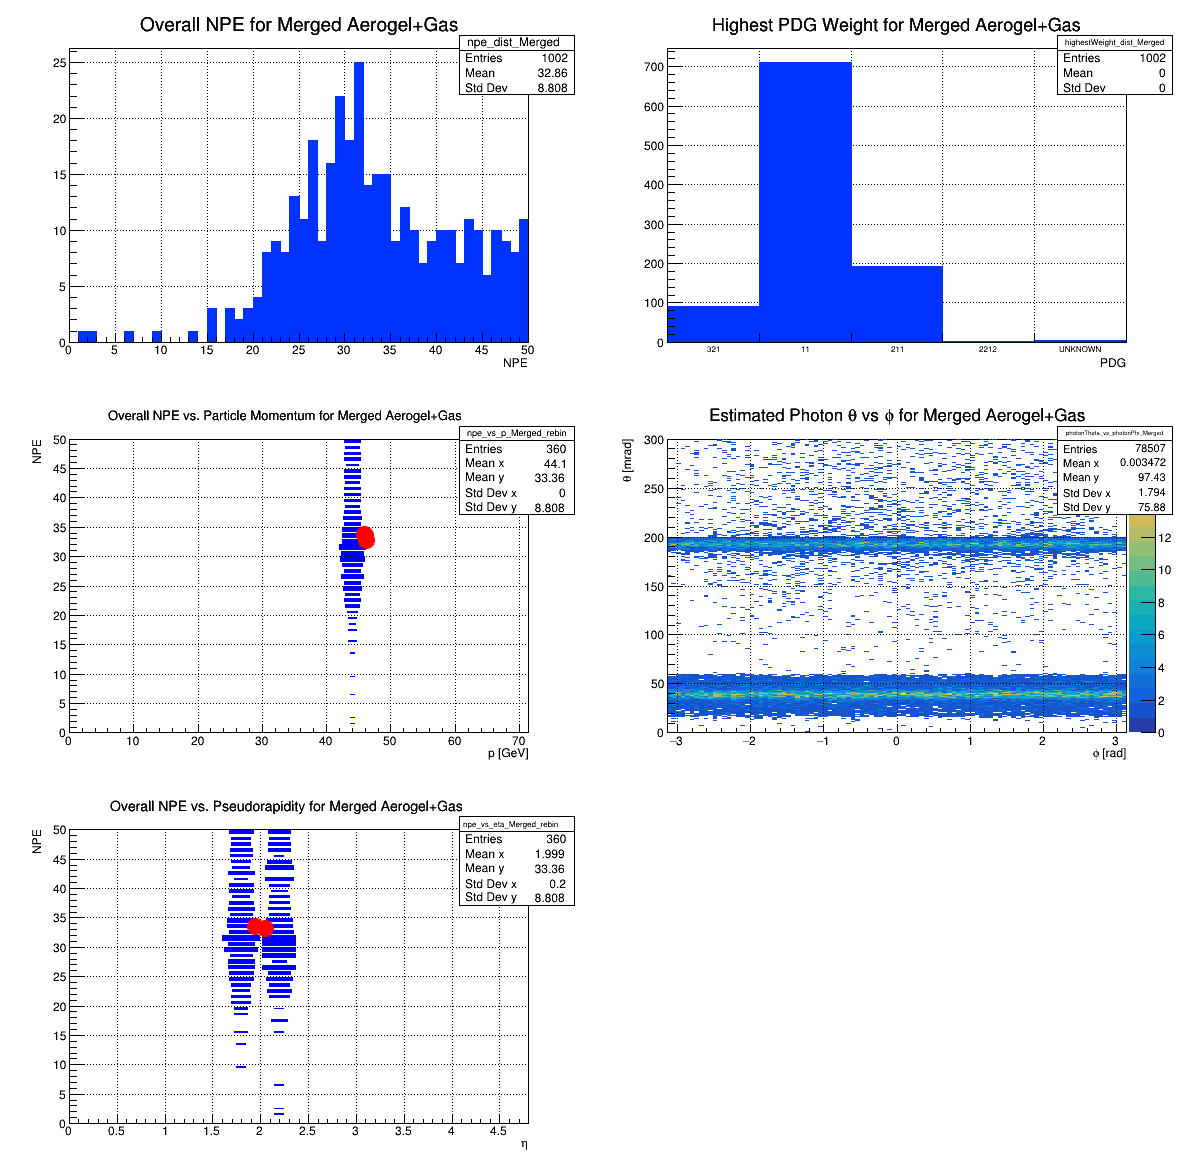 Overall NPE for Merged Aerogel+Gas
npe_dist_Merged
Entries 1002
Mean 32.86
Std Dev 8.808
25
20
15
10
5
0
0 5 10 15 20 25 30 35 40 45 50
NPE
Highest PDG Weight for Merged Aerogel+Gas
highestWeight_dist_Merged
Entries 1002
Mean 0
Std Dev 0
700
600
500
400
300
200
100
0
321 11 211 2212 UNKNOWN
PDG
Overall NPE vs. Particle Momentum for Merged Aerogel+Gas
npe_vs_p_Merged_rebin
Entries 360
Mean x 44.1
Mean y 33.36
Std Dev x 0
Std Dev y 8.808
NPE
50
45
40
35
30
25
20
15
10
5
0
0 10 20 30 40 50 60 70
p [GeV]
Estimated Photon θ vs ϕ for Merged Aerogel+Gas
photonTheta_vs_photonPhi_Merged
Entries 78507
Mean x 0.003472
Mean y 97.43
Std Dev x 1.794
Std Dev y 75.88
θ [mrad]
300
250
200
150
100
50
0
−3 −2 −1 0 1 2 3
ϕ [rad]
12
10
8
6
4
2
0
Overall NPE vs. Pseudorapidity for Merged Aerogel+Gas
npe_vs_eta_Merged_rebin
Entries 360
Mean x 1.999
Mean y 33.36
Std Dev x 0.2
Std Dev y 8.808
NPE
50
45
40
35
30
25
20
15
10
5
0
0 0.5 1 1.5 2 2.5 3 3.5 4 4.5
η